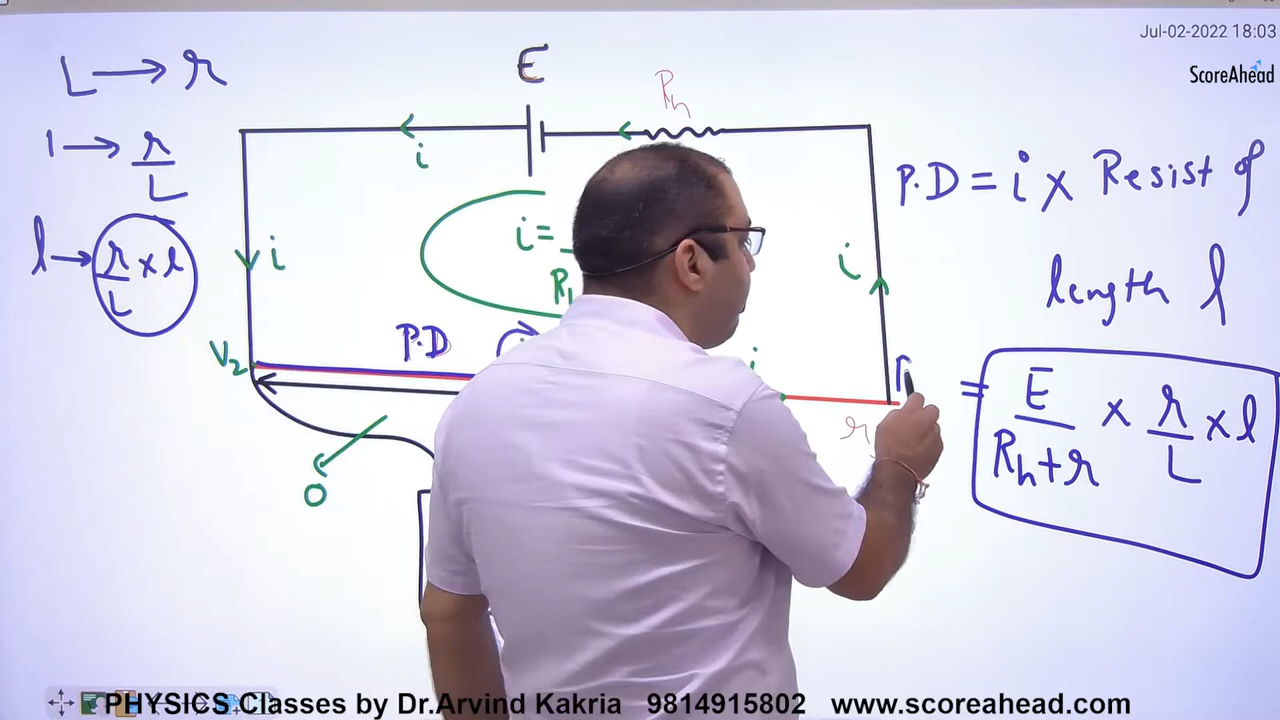 Jul-02-2022 18:03
ScoreAhead
L → r
1 → r/L
l → r/L × l
E
Rh
i
i
i =
i
P.D
V2
i
r
O
P.D = i × Resist of
length l
= E/Rh+r × r/L × l
PHYSICS Classes by Dr.Arvind Kakria 9814915802 www.scoreahead.com